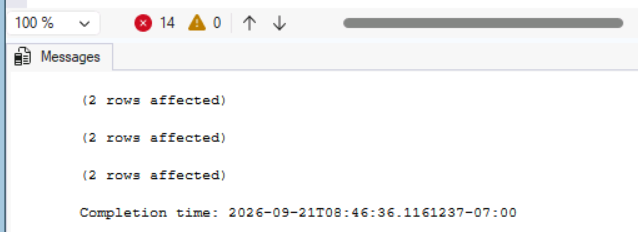 100 %
14
0
Messages
(2 rows affected)
(2 rows affected)
(2 rows affected)
Completion time: 2026-09-21T08:46:36.1161237-07:00